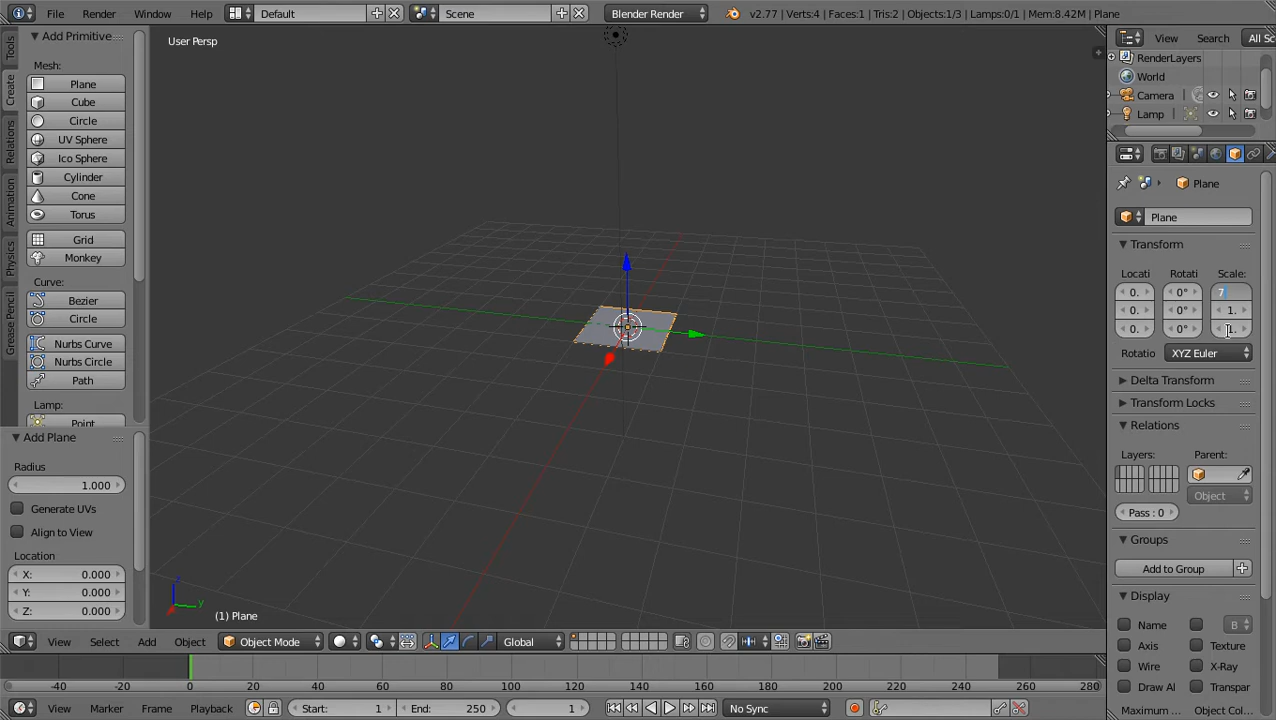 File Render Window Help Default Scene Blender Render v2.77 | Verts:4 | Faces:1 | Tris:2 | Objects:1/3 | Lamps:0/1 | Mem:8.42M | Plane
Tools
Create
Relations
Animation
Physics
Grease Pencil
Add Primitive
Mesh:
Plane
Cube
Circle
UV Sphere
Ico Sphere
Cylinder
Cone
Torus
Grid
Monkey
Curve:
Bezier
Circle
Nurbs Curve
Nurbs Circle
Path
Lamp:
Point
Add Plane
Radius
1.000
Generate UVs
Align to View
Location
X: 0.000
Y: 0.000
Z: 0.000
User Persp
z
y
(1) Plane
View Select Add Object Object Mode Global
-40 -20 0 20 40 60 80 100 120 140 160 180 200 220 240 260 280
View Marker Frame Playback Start: 1 End: 250 1 No Sync
View Search All Sc
RenderLayers
World
Camera
Lamp
Plane
Plane
Transform
Locati Rotati Scale:
0. 0° 7
0. 0° 1.
0. 0° 1.
Rotatio XYZ Euler
Delta Transform
Transform Locks
Relations
Layers: Parent:
Object
Pass : 0
Groups
Add to Group
Display
Name B
Axis Texture
Wire X-Ray
Draw Al Transpar
Maximum ... Object Col...